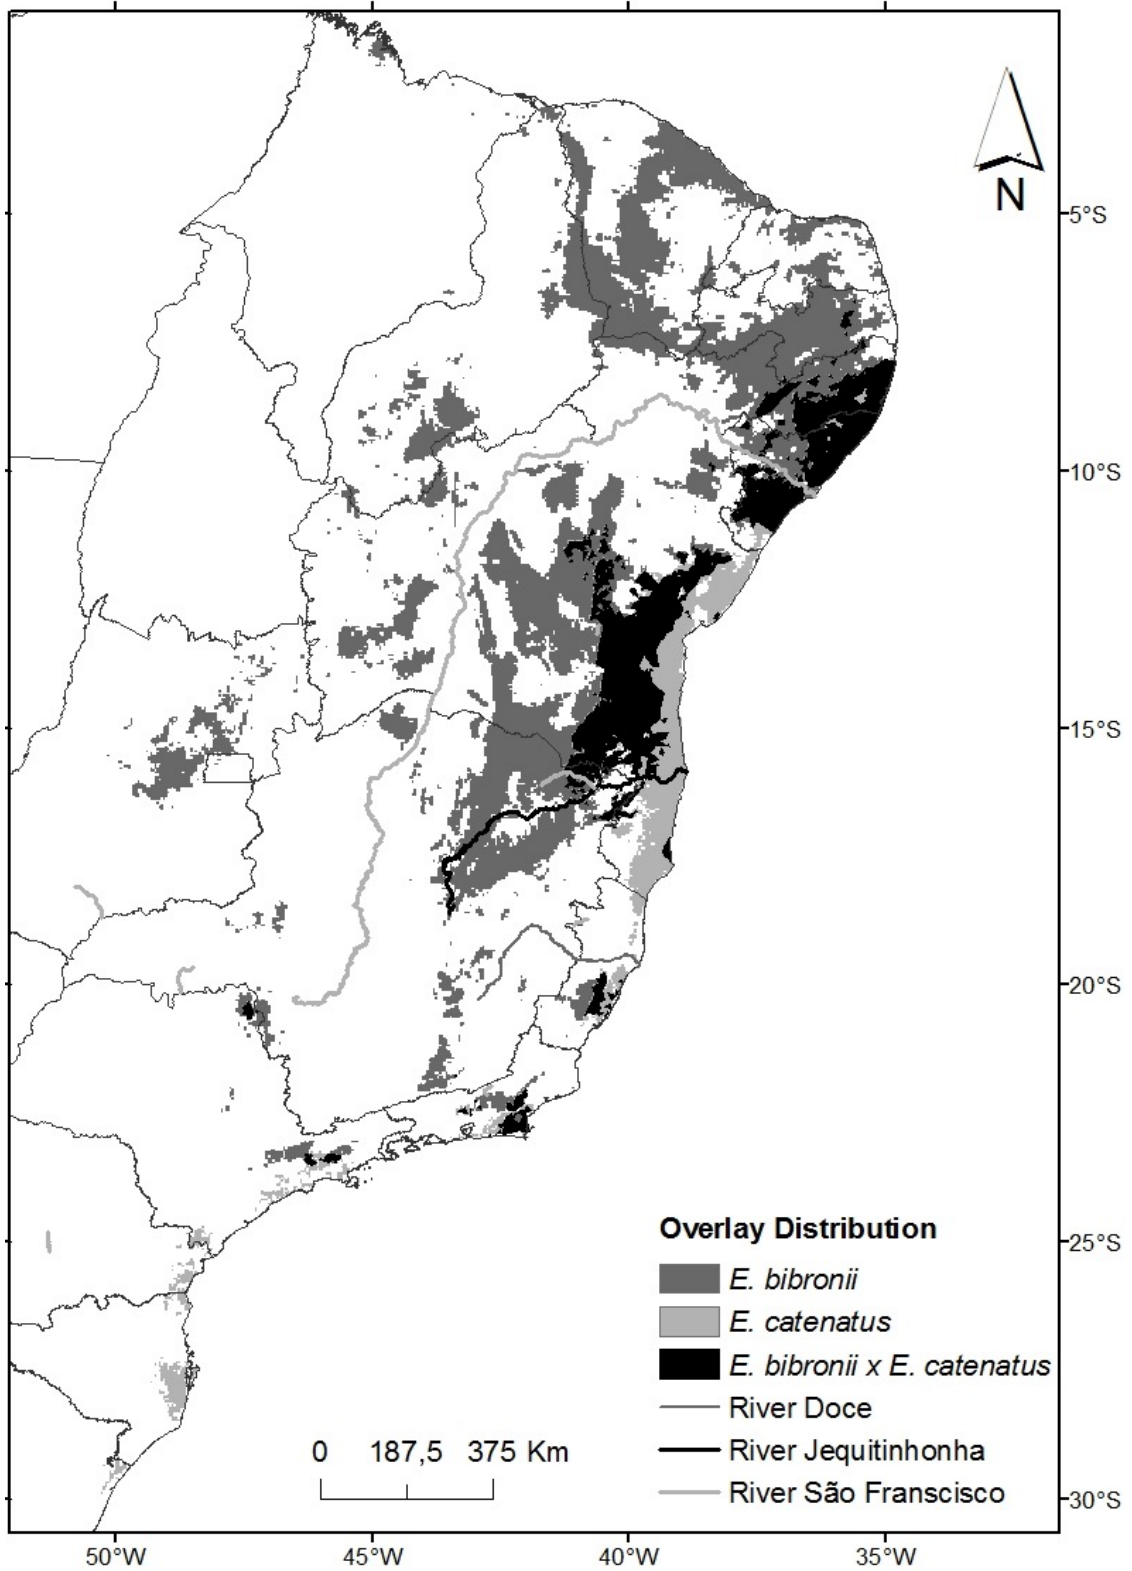 N
5°S
10°S
15°S
20°S
25°S
30°S
Overlay Distribution
E. bibronii
E. catenatus
E. bibronii x E. catenatus
River Doce
River Jequitinhonha
River São Franscisco
0 187,5 375 Km
50°W 45°W 40°W 35°W